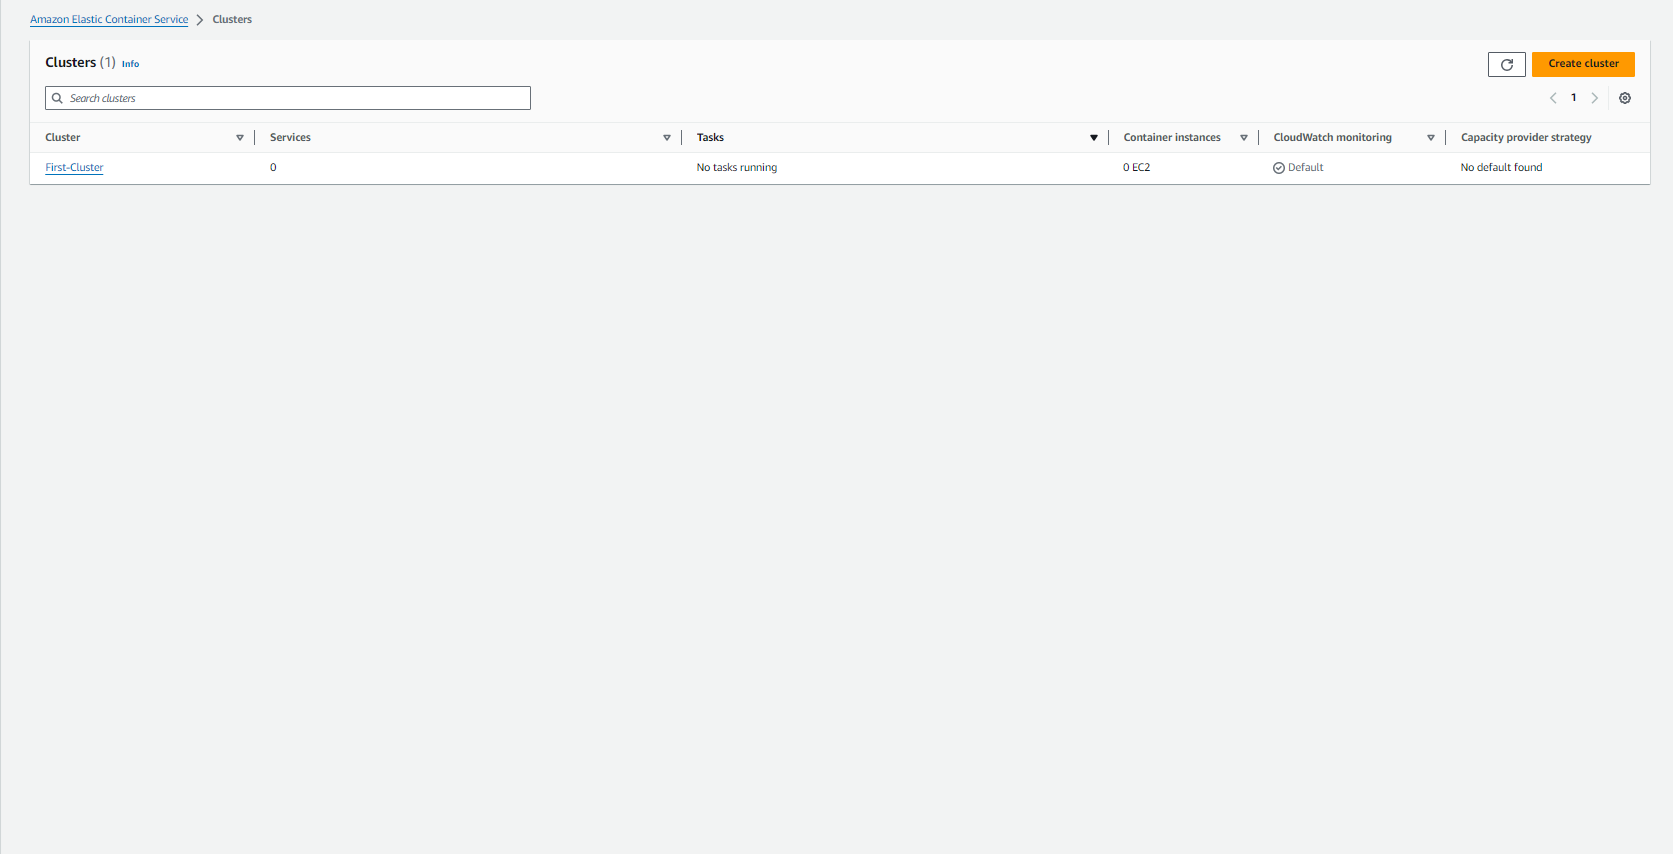 Amazon Elastic Container Service > Clusters
Clusters (1) Info
Create cluster
Search clusters
1
Cluster Services Tasks Container instances CloudWatch monitoring Capacity provider strategy
First-Cluster 0 No tasks running 0 EC2 Default No default found